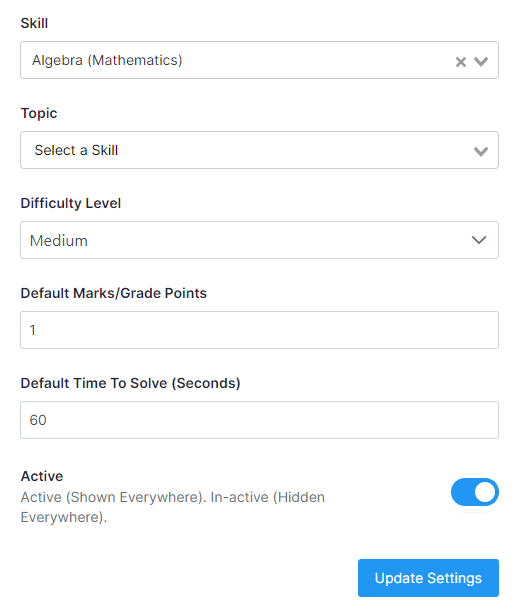 Skill
Algebra (Mathematics)
Topic
Select a Skill
Difficulty Level
Medium
Default Marks/Grade Points
1
Default Time To Solve (Seconds)
60
Active
Active (Shown Everywhere). In-active (Hidden
Everywhere).
Update Settings